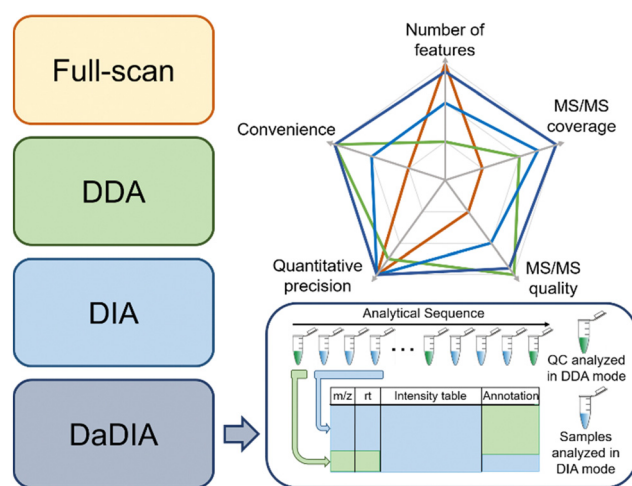 Full-scan
DDA
DIA
DaDIA
Number of
features
MS/MS
coverage
MS/MS
quality
Quantitative
precision
Convenience
Analytical Sequence
...
QC analyzed
in DDA mode
Samples
analyzed in
DIA mode
m/z rt Intensity table Annotation